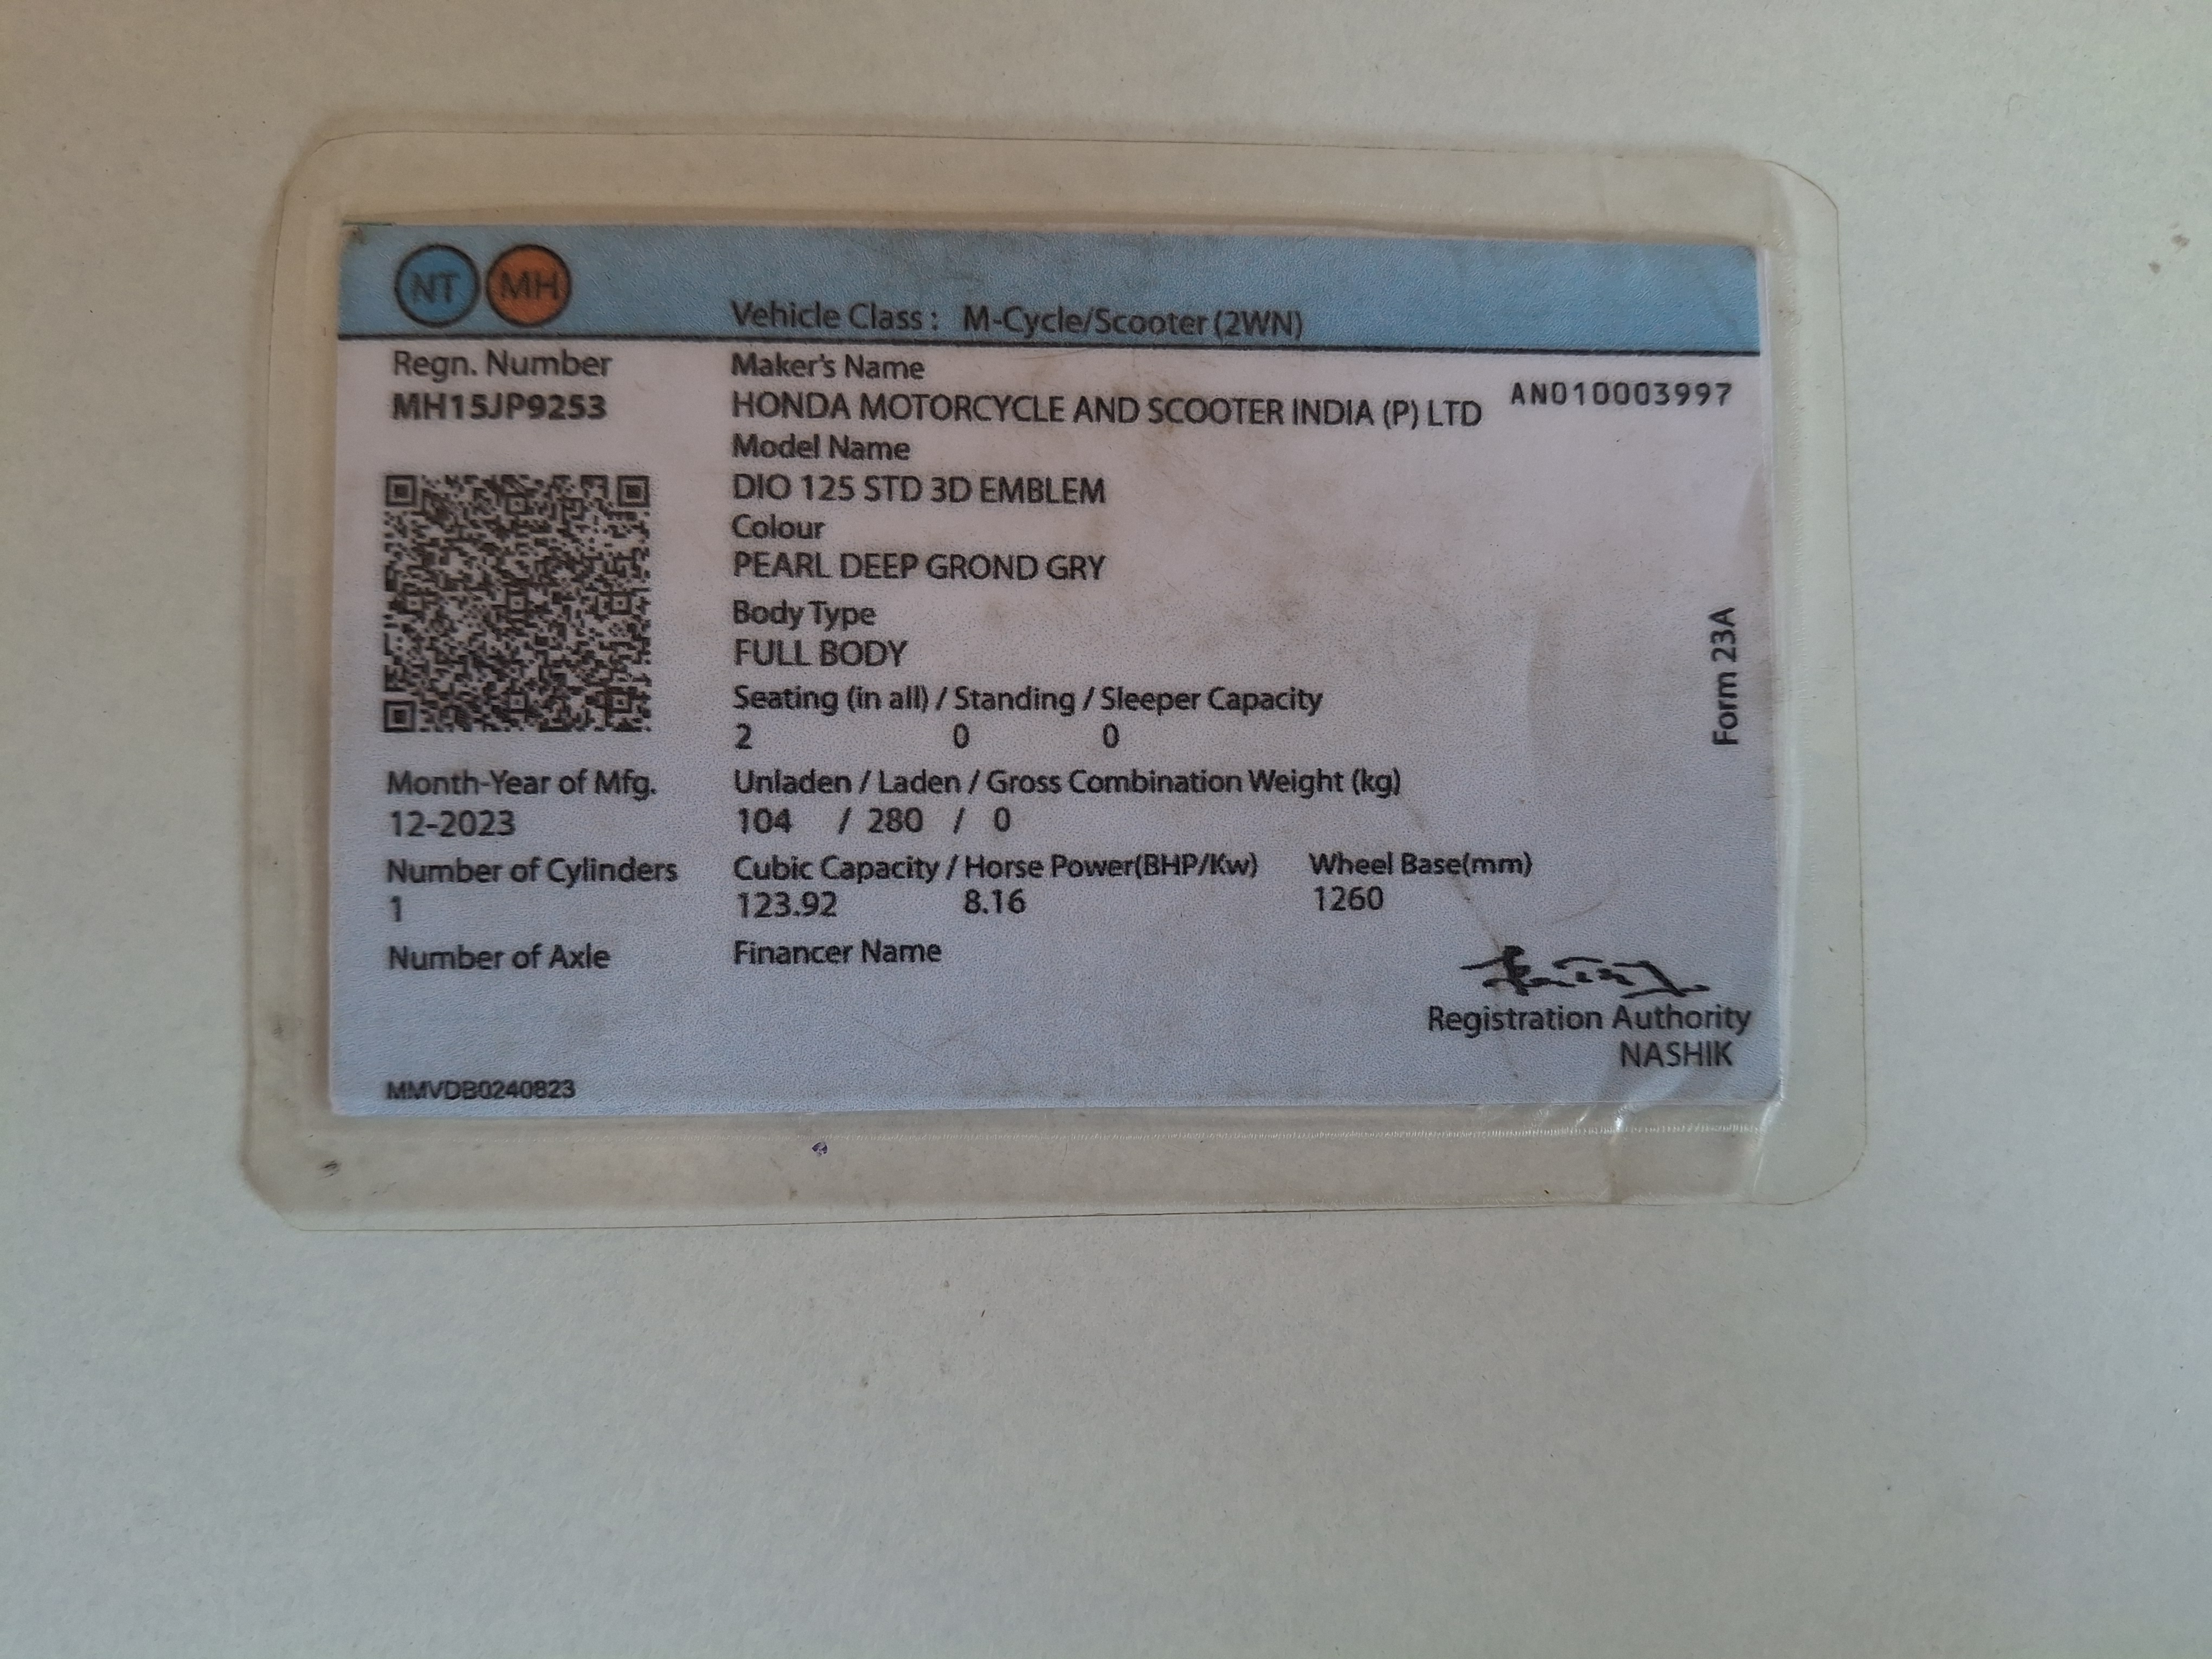 NT MH
Vehicle Class : M-Cycle/Scooter (2WN)
Regn. Number
MH15JP9253
Maker's Name
HONDA MOTORCYCLE AND SCOOTER INDIA (P) LTD
AN010003997
Model Name
DIO 125 STD 3D EMBLEM
Colour
PEARL DEEP GROND GRY
Body Type
FULL BODY
Seating (in all) / Standing / Sleeper Capacity
2 0 0
Form 23A
Month-Year of Mfg.
12-2023
Unladen / Laden / Gross Combination Weight (kg)
104 / 280 / 0
Number of Cylinders
1
Cubic Capacity / Horse Power(BHP/Kw)
123.92 8.16
Wheel Base(mm)
1260
Number of Axle
Financer Name
Registration Authority
NASHIK
MMVDB0240823